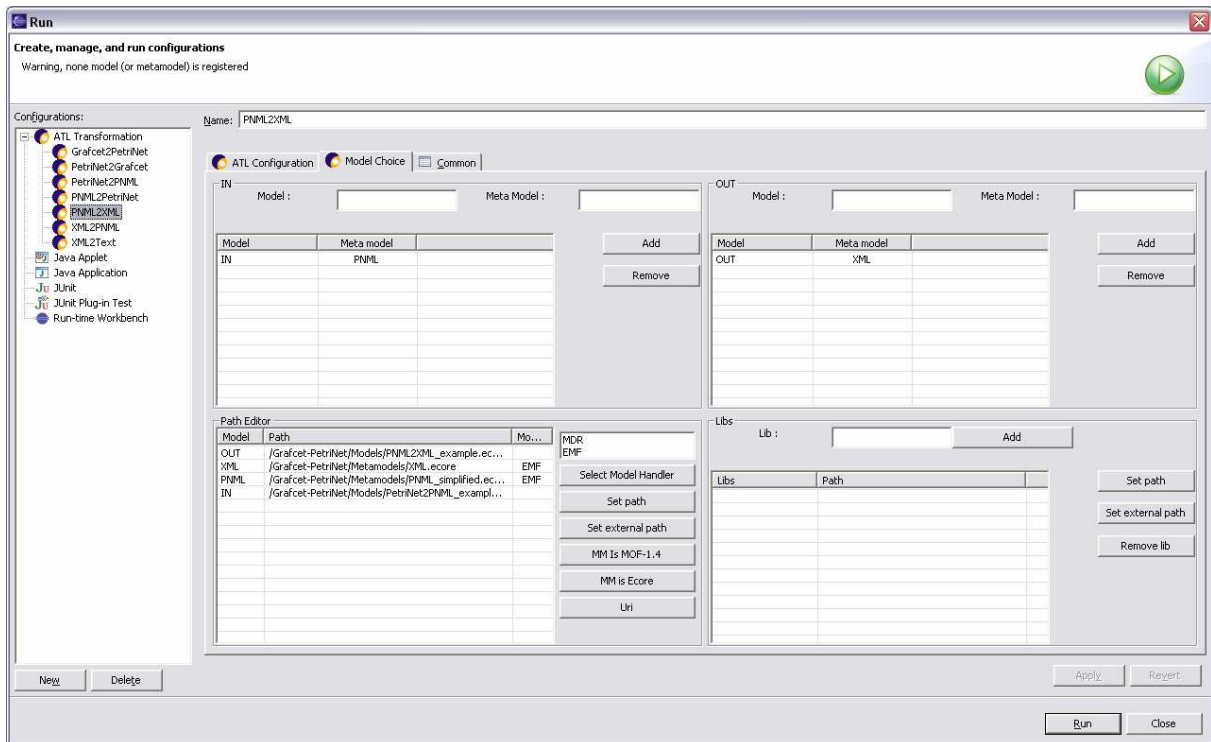 Run
Create, manage, and run configurations
Warning, none model (or metamodel) is registered
Configurations:
ATL Transformation
Grafcet2PetriNet
PetriNet2Grafcet
PetriNet2PNML
PNML2PetriNet
PNML2XML
XML2PNML
XML2Text
Java Applet
Java Application
JUnit
JUnit Plug-in Test
Run-time Workbench
New Delete
Name: PNML2XML
ATL Configuration Model Choice Common
IN
Model : Meta Model :
Model Meta model
IN PNML
Add
Remove
OUT
Model : Meta Model :
Model Meta model
OUT XML
Add
Remove
Path Editor
Model Path Mo...
OUT /Grafcet-PetriNet/Models/PNML2XML_example.ec...
XML /Grafcet-PetriNet/Metamodels/XML.ecore EMF
PNML /Grafcet-PetriNet/Metamodels/PNML_simplified.ec... EMF
IN /Grafcet-PetriNet/Models/PetriNet2PNML_exampl...
MDR
EMF
Select Model Handler
Set path
Set external path
MM Is MOF-1.4
MM is Ecore
Uri
Libs
Lib : Add
Libs Path
Set path
Set external path
Remove lib
Apply Revert
Run Close